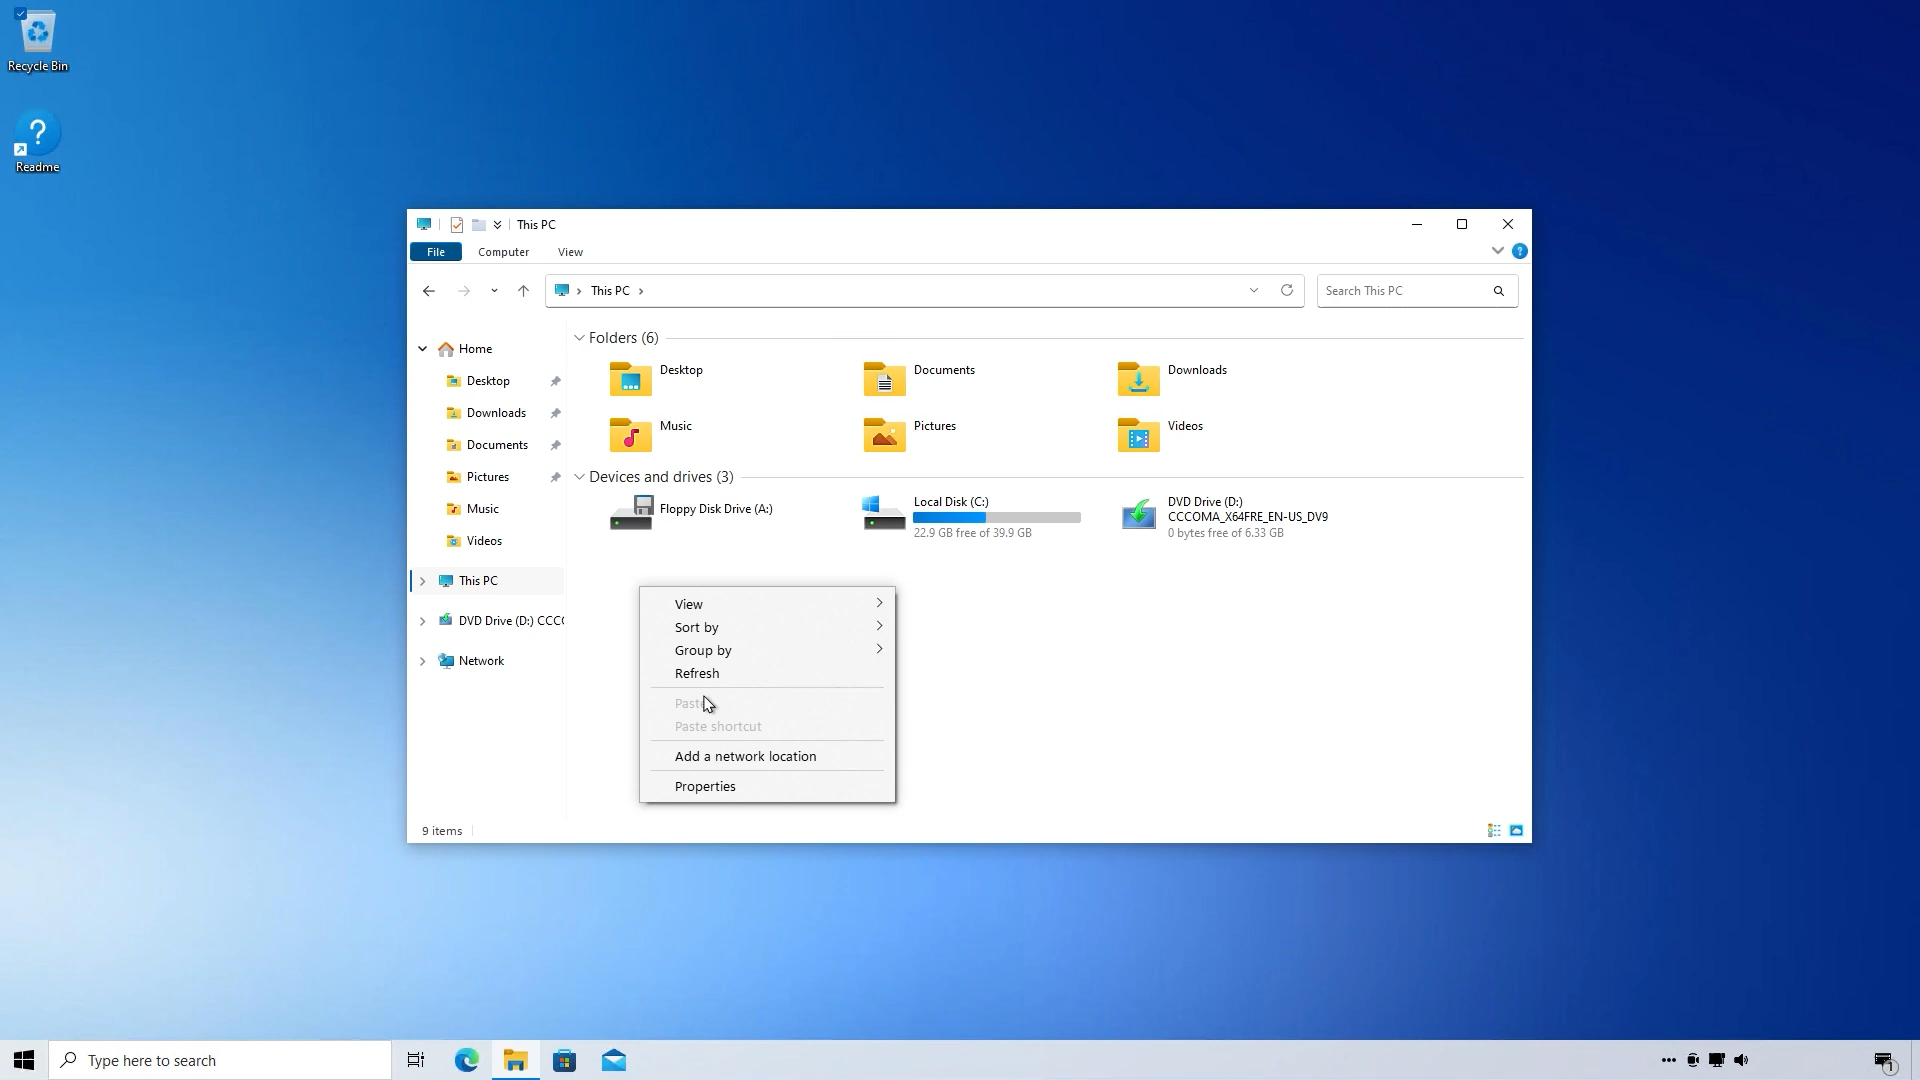 Recycle Bin
Readme
This PC
File Computer View
This PC
Search This PC
Home
Desktop
Downloads
Documents
Pictures
Music
Videos
This PC
DVD Drive (D:) CCC
Network
Folders (6)
Desktop
Documents
Downloads
Music
Pictures
Videos
Devices and drives (3)
Floppy Disk Drive (A:)
Local Disk (C:)
22.9 GB free of 39.9 GB
DVD Drive (D:)
CCCOMA_X64FRE_EN-US_DV9
0 bytes free of 6.33 GB
View
Sort by
Group by
Refresh
Paste
Paste shortcut
Add a network location
Properties
9 items
Type here to search
1